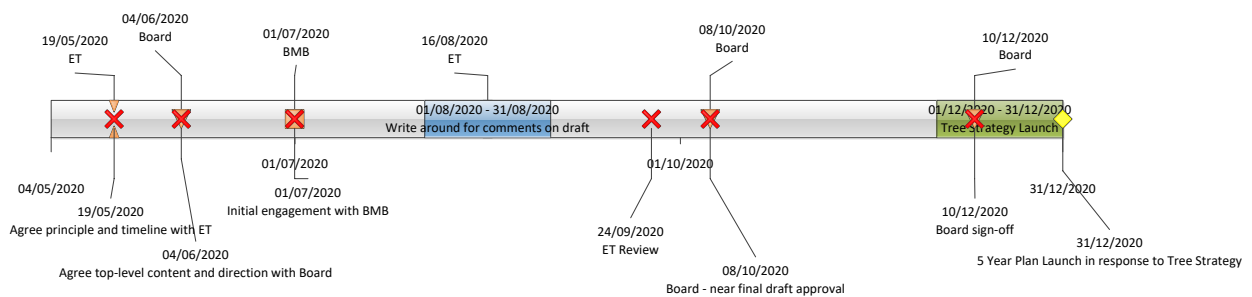 04/06/2020
Board
19/05/2020
ET
01/07/2020
BMB
16/08/2020
ET
08/10/2020
Board
10/12/2020
Board
01/08/2020 - 31/08/2020
Write around for comments on draft
01/12/2020 - 31/12/2020
Tree Strategy Launch
04/05/2020
01/07/2020
01/10/2020
31/12/2020
19/05/2020
Agree principle and timeline with ET
04/06/2020
Agree top-level content and direction with Board
01/07/2020
Initial engagement with BMB
24/09/2020
ET Review
08/10/2020
Board - near final draft approval
10/12/2020
Board sign-off
31/12/2020
5 Year Plan Launch in response to Tree Strategy